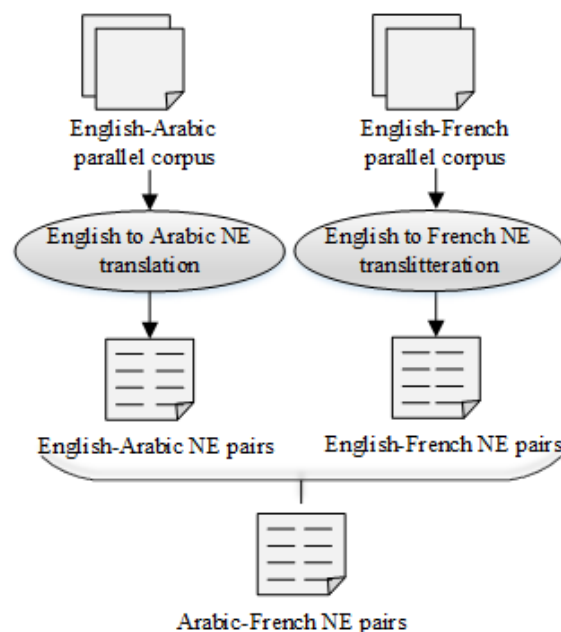 English-Arabic
parallel corpus
English-French
parallel corpus
English to Arabic NE
translation
English to French NE
translitteration
English-Arabic NE pairs
English-French NE pairs
Arabic-French NE pairs